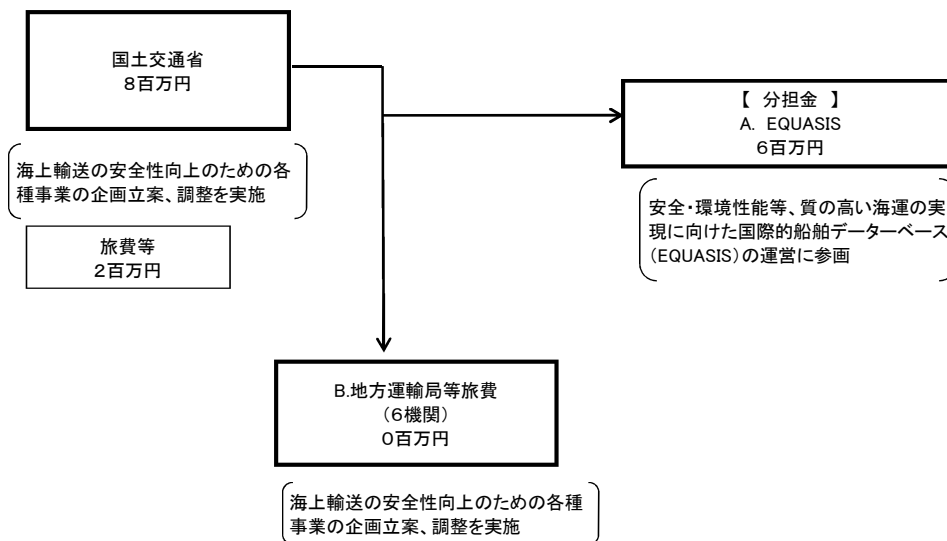 国土交通省
８百万円
海上輸送の安全性向上のための各
種事業の企画立案、調整を実施
旅費等
２百万円
【　分担金　】
A.　EQUASIS
６百万円
安全・環境性能等、質の高い海運の実
現に向けた国際的船舶データーベース
（EQUASIS）の運営に参画
B.地方運輸局等旅費
（６機関）
０百万円
海上輸送の安全性向上のための各種
事業の企画立案、調整を実施